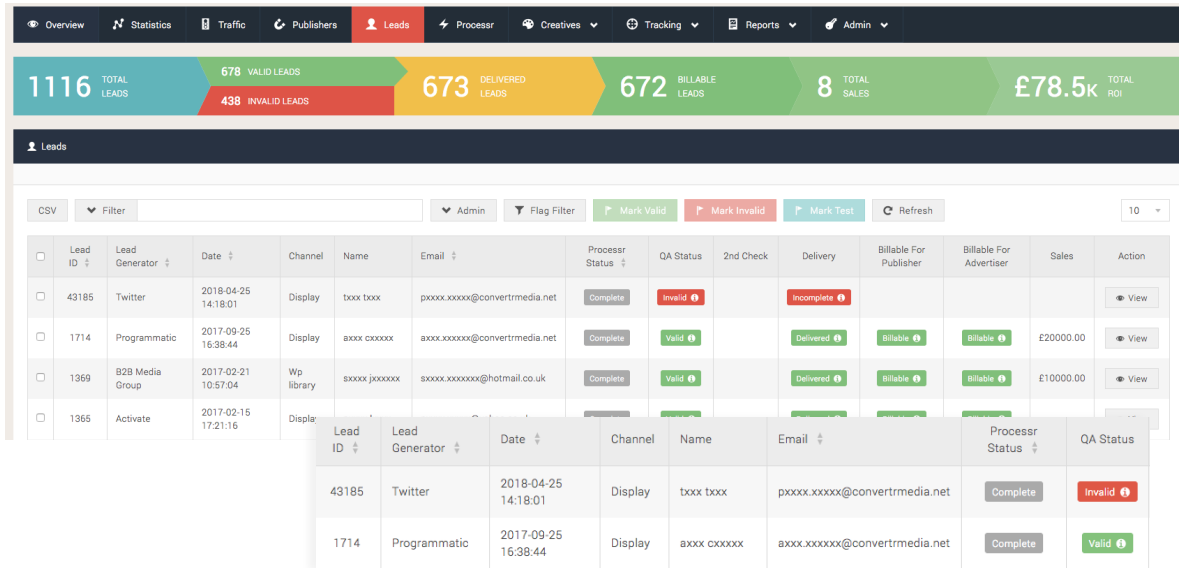 Overview Statistics Traffic Publishers Leads Processr Creatives Tracking Reports Admin
1116 TOTAL LEADS
678 VALID LEADS
438 INVALID LEADS
673 DELIVERED LEADS
672 BILLABLE LEADS
8 TOTAL SALES
£78.5K TOTAL ROI
Leads
CSV Filter Admin Flag Filter Mark Valid Mark Invalid Mark Test Refresh 10
Lead ID Lead Generator Date Channel Name Email Processr Status QA Status 2nd Check Delivery Billable For Publisher Billable For Advertiser Sales Action
43185 Twitter 2018-04-25 14:18:01 Display txxx txxx pxxxx.xxxxx@convertrmedia.net Complete Invalid Incomplete View
1714 Programmatic 2017-09-25 16:38:44 Display axxx cxxxxx axxx.xxxxxx@convertrmedia.net Complete Valid Delivered Billable Billable £20000.00 View
1369 B2B Media Group 2017-02-21 10:57:04 Wp library sxxxx jxxxxxx sxxxx.xxxxxxx@hotmail.co.uk Complete Valid Delivered Billable Billable £10000.00 View
1365 Activate 2017-02-15 17:21:16 Display
Lead ID Lead Generator Date Channel Name Email Processr Status QA Status
43185 Twitter 2018-04-25 14:18:01 Display txxx txxx pxxxx.xxxxx@convertrmedia.net Complete Invalid
1714 Programmatic 2017-09-25 16:38:44 Display axxx cxxxxx axxx.xxxxxx@convertrmedia.net Complete Valid